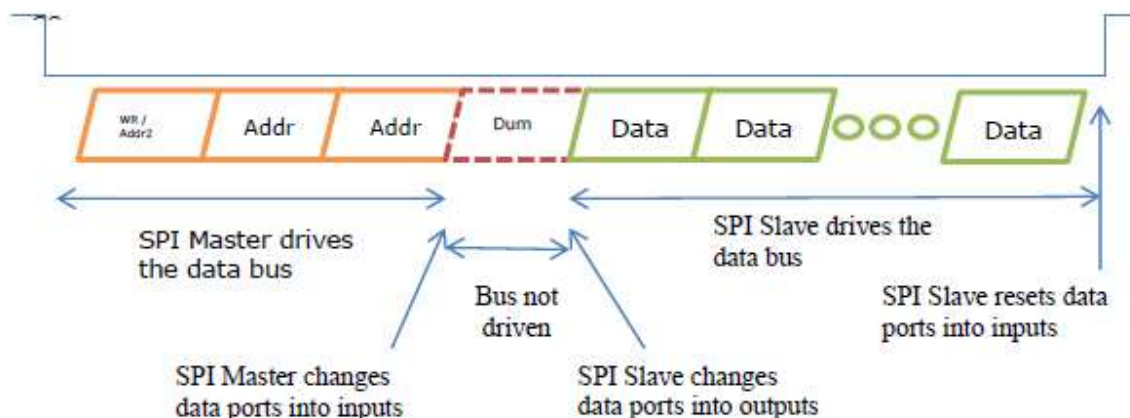 WR /
Addr2
Addr
Addr
Dum
Data
Data
Data
SPI Master drives
the data bus
Bus not
driven
SPI Slave drives the
data bus
SPI Slave resets data
ports into inputs
SPI Master changes
data ports into inputs
SPI Slave changes
data ports into outputs